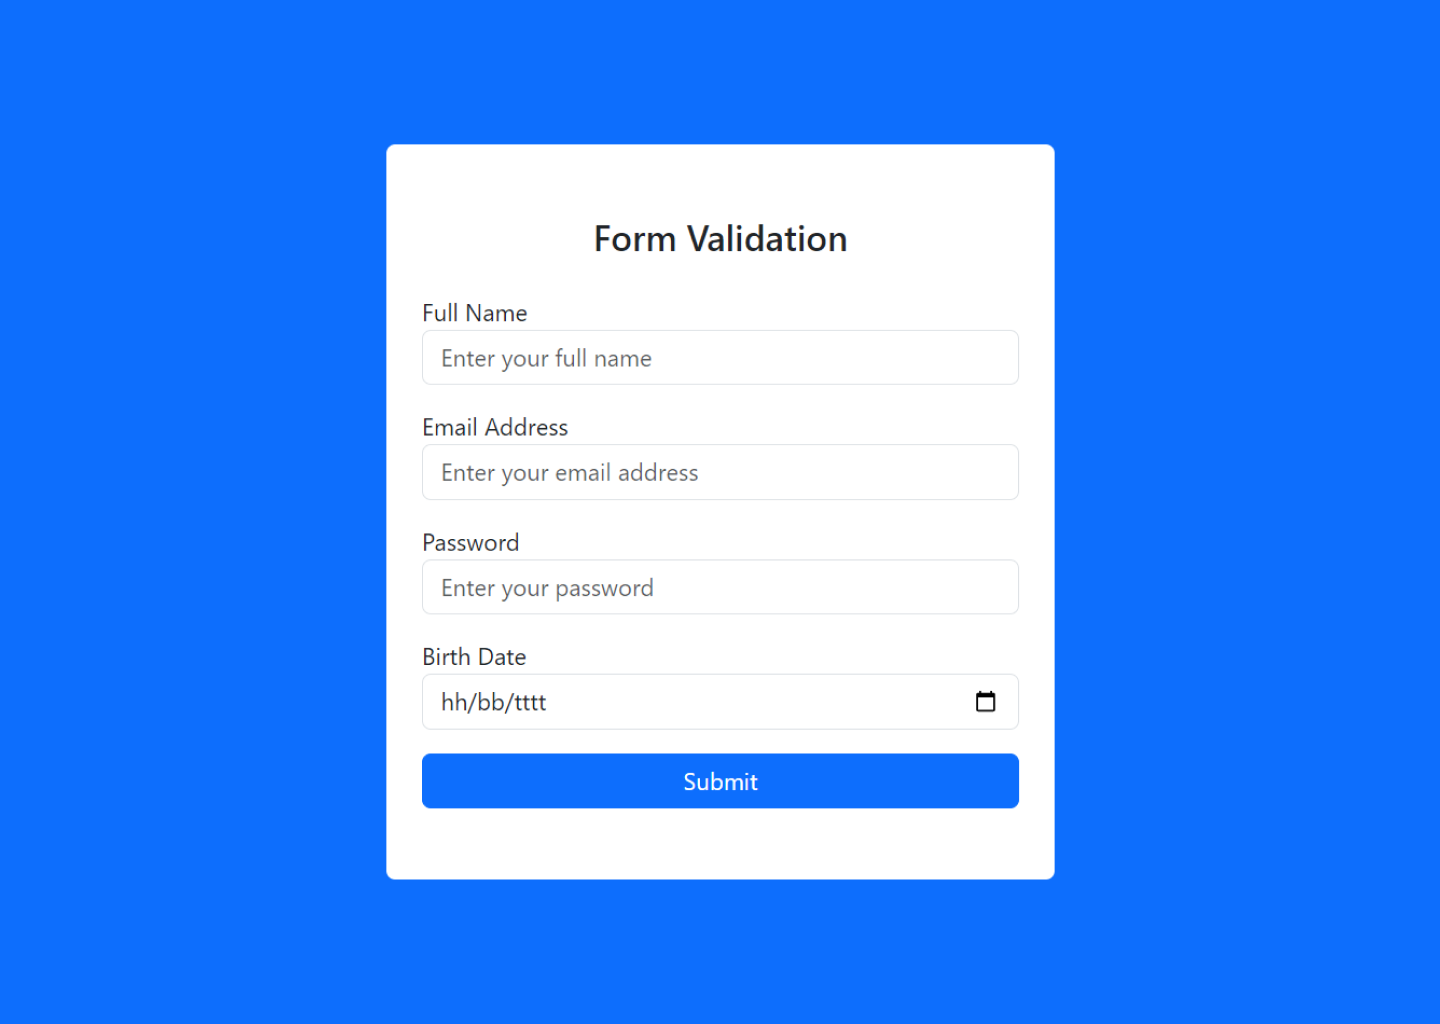 Form Validation
Full Name
Enter your full name
Email Address
Enter your email address
Password
Enter your password
Birth Date
hh/bb/tttt
Submit